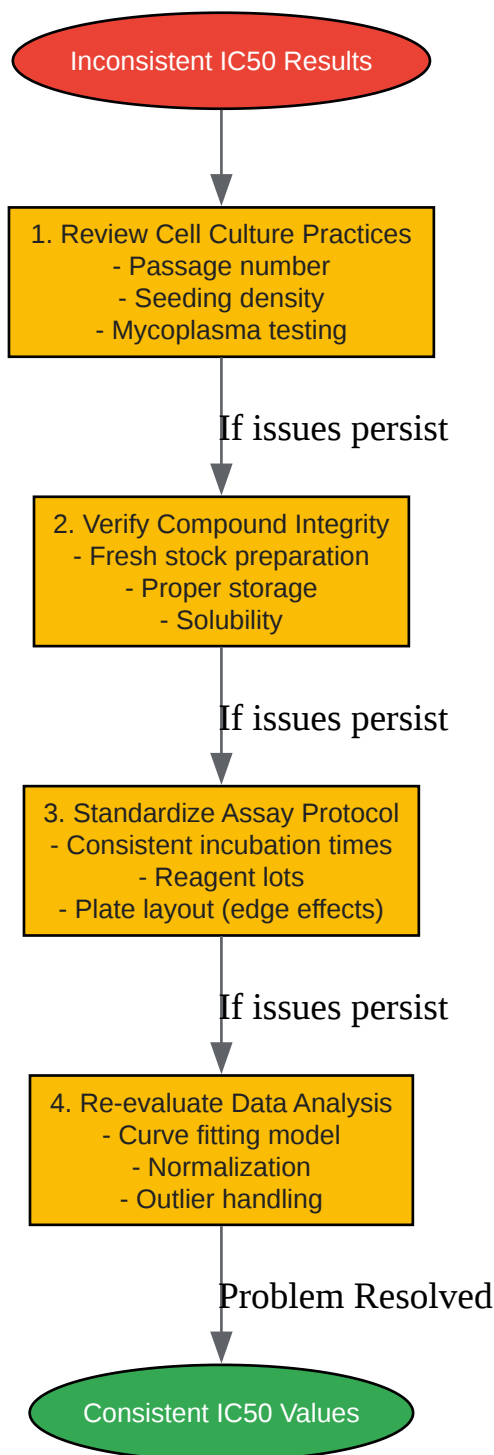 Inconsistent IC50 Results
1. Review Cell Culture Practices
- Passage number
- Seeding density
- Mycoplasma testing
If issues persist
2. Verify Compound Integrity
- Fresh stock preparation
- Proper storage
- Solubility
If issues persist
3. Standardize Assay Protocol
- Consistent incubation times
- Reagent lots
- Plate layout (edge effects)
If issues persist
4. Re-evaluate Data Analysis
- Curve fitting model
- Normalization
- Outlier handling
Problem Resolved
Consistent IC50 Values